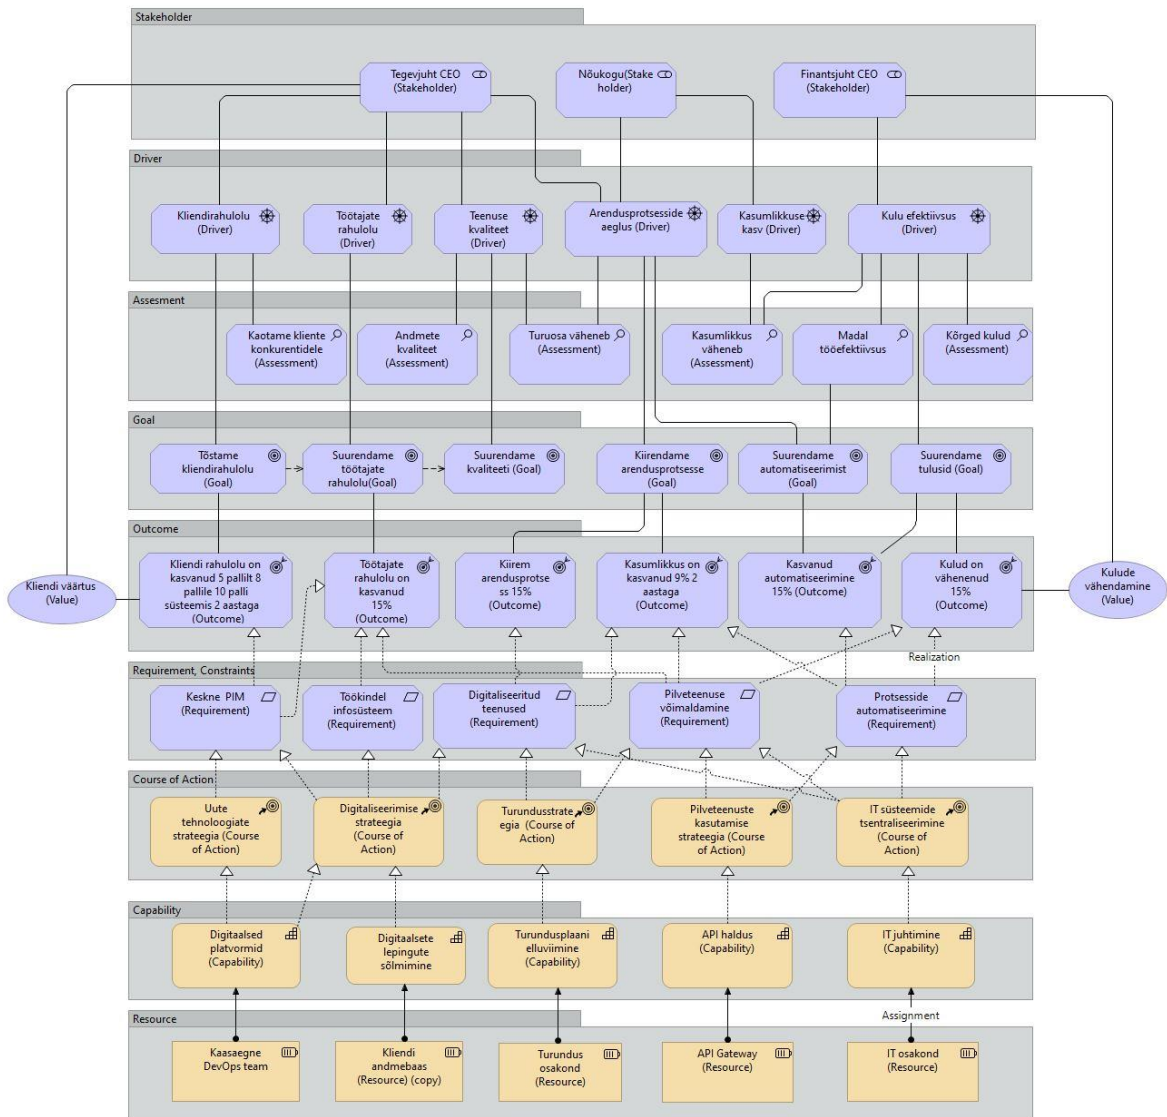 Stakeholder
Tegevjuht CEO
(Stakeholder)
Nõukogu(Stake
holder)
Finantsjuht CEO
(Stakeholder)
Driver
Kliendirahulolu
(Driver)
Töötajate
rahulolu
(Driver)
Teenuse
kvaliteet
(Driver)
Arendusprotsesside
aeglus (Driver)
Kasumlikkuse
kasv (Driver)
Kulu efektiivsus
(Driver)
Assesment
Kaotame kliente
konkurentidele
(Assessment)
Andmete
kvaliteet
(Assessment)
Turuosa väheneb
(Assessment)
Kasumlikkus
väheneb
(Assessment)
Madal
tööefektiivsus
Kõrged kulud
(Assessment)
Goal
Tõstame
kliendirahulolu
(Goal)
Suurendame
töötajate
rahulolu(Goal)
Suurendame
kvaliteeti (Goal)
Kiirendame
arendusprotsesse
(Goal)
Suurendame
automatiseerimist
(Goal)
Suurendame
tulusid (Goal)
Outcome
Kliendi väärtus
(Value)
Kliendi rahulolu on
kasvanud 5 pallilt 8
pallile 10 palli
süsteemis 2 aastaga
(Outcome)
Töötajate
rahulolu on
kasvanud
15%
(Outcome)
Kiirem
arendusprotse
ss 15%
(Outcome)
Kasumlikkus on
kasvanud 9% 2
aastaga
(Outcome)
Kasvanud
automatiseerimine
15% (Outcome)
Kulud on
vähenenud
15%
(Outcome)
Kulude
vähendamine
(Value)
Realization
Requirement, Constraints
Keskne PIM
(Requirement)
Töökindel
infosüsteem
(Requirement)
Digitaliseeritud
teenused
(Requirement)
Pilveteenuse
võimaldamine
(Requirement)
Protsesside
automatiseerimine
(Requirement)
Course of Action
Uute
tehnoloogiate
strateegia (Course
of Action)
Digitaliseerimise
strateegia
(Course of
Action)
Turundusstrate
egia (Course of
Action)
Pilveteenuste
kasutamise
strateegia (Course
of Action)
IT süsteemide
tsentraliseerimine
(Course of
Action)
Capability
Digitaalsed
platvormid
(Capability)
Digitaalsete
lepingute
sõlmimine
Turundusplaani
elluviimine
(Capability)
API haldus
(Capability)
IT juhtimine
(Capability)
Assignment
Resource
Kaasaegne
DevOps team
Kliendi
andmebaas
(Resource) (copy)
Turundus
osakond
(Resource)
API Gateway
(Resource)
IT osakond
(Resource)